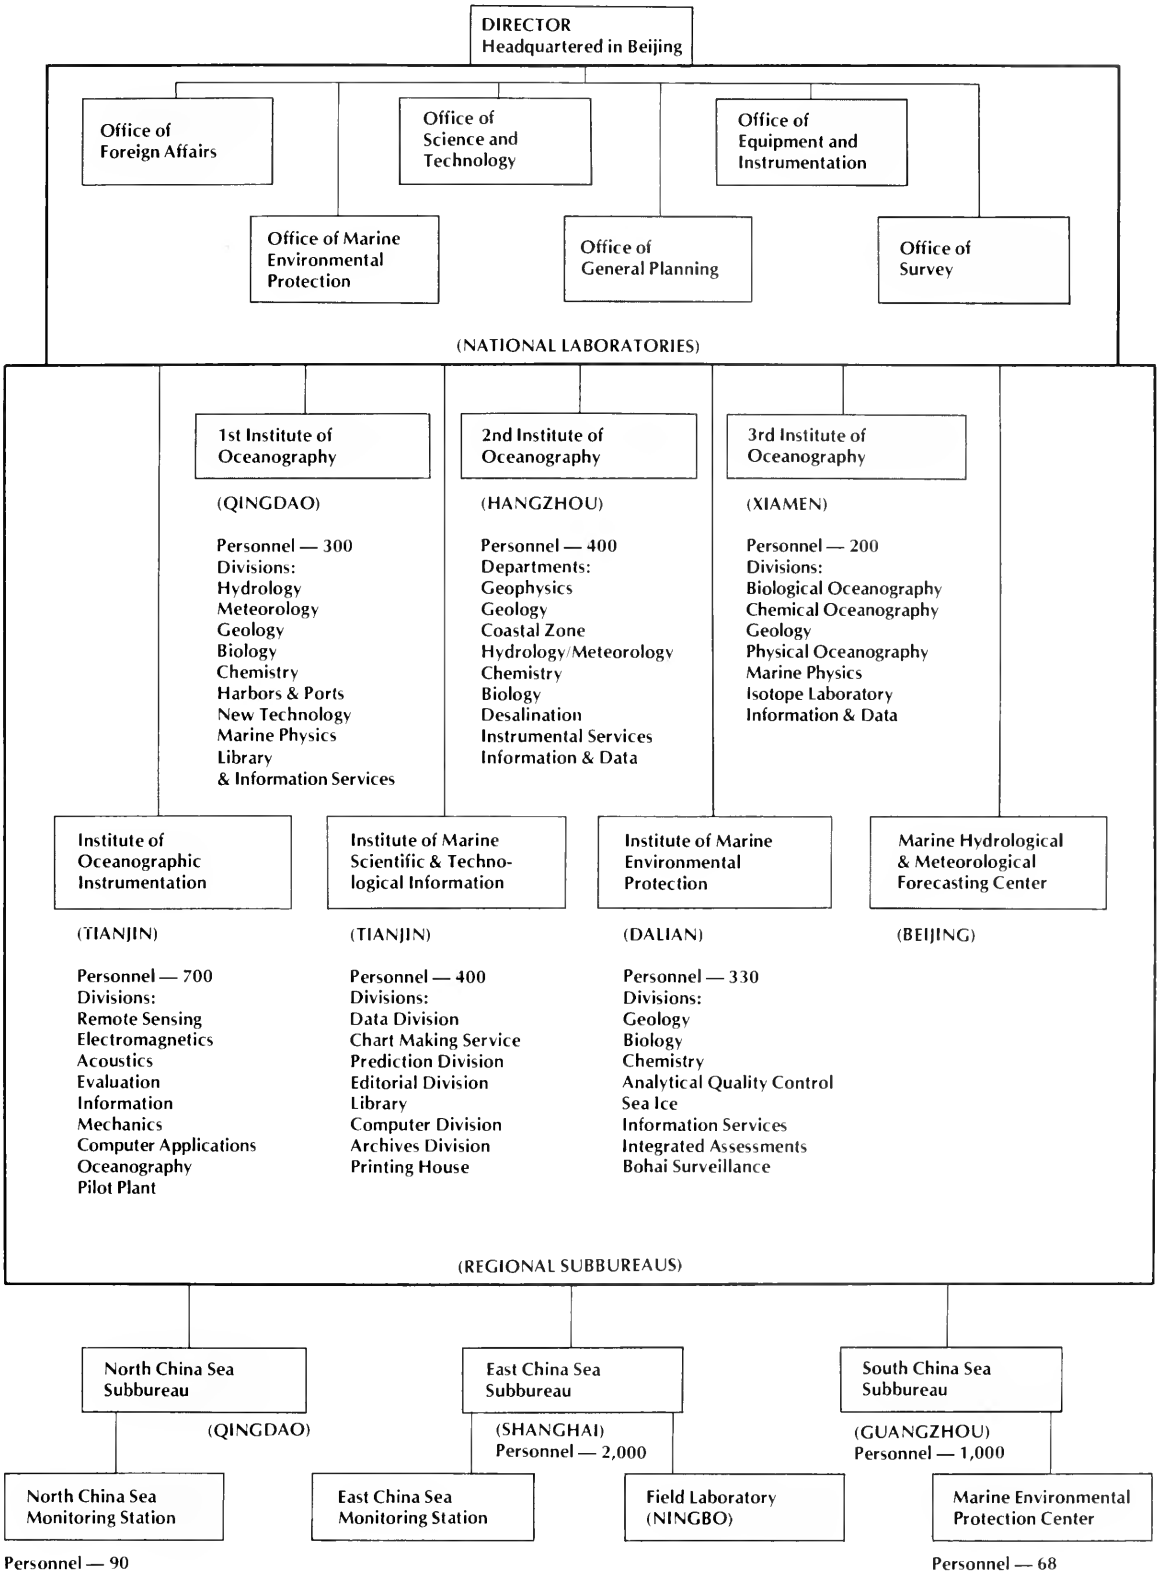 DIRECTOR
Headquartered in Beijing
Office of
Foreign Affairs
Office of
Science and
Technology
Office of
Equipment and
Instrumentation
Office of Marine
Environmental
Protection
Office of
General Planning
Office of
Survey
(NATIONAL LABORATORIES)
1st Institute of
Oceanography
(QINGDAO)
Personnel — 300
Divisions:
Hydrology
Meteorology
Geology
Biology
Chemistry
Harbors & Ports
New Technology
Marine Physics
Library
& Information Services
2nd Institute of
Oceanography
(HANGZHOU)
Personnel — 400
Departments:
Geophysics
Geology
Coastal Zone
Hydrology/Meteorology
Chemistry
Biology
Desalination
Instrumental Services
Information & Data
3rd Institute of
Oceanography
(XIAMEN)
Personnel — 200
Divisions:
Biological Oceanography
Chemical Oceanography
Geology
Physical Oceanography
Marine Physics
Isotope Laboratory
Information & Data
Institute of
Oceanographic
Instrumentation
(TIANJIN)
Personnel — 700
Divisions:
Remote Sensing
Electromagnetics
Acoustics
Evaluation
Information
Mechanics
Computer Applications
Oceanography
Pilot Plant
Institute of Marine
Scientific & Techno-
logical Information
(TIANJIN)
Personnel — 400
Divisions:
Data Division
Chart Making Service
Prediction Division
Editorial Division
Library
Computer Division
Archives Division
Printing House
Institute of Marine
Environmental
Protection
(DALIAN)
Personnel — 330
Divisions:
Geology
Biology
Chemistry
Analytical Quality Control
Sea Ice
Information Services
Integrated Assessments
Bohai Surveillance
Marine Hydrological
& Meteorological
Forecasting Center
(BEIJING)
(REGIONAL SUBBUREAUS)
North China Sea
Subbureau
(QINGDAO)
North China Sea
Monitoring Station
Personnel — 90
East China Sea
Subbureau
(SHANGHAI)
Personnel — 2,000
East China Sea
Monitoring Station
Field Laboratory
(NINGBO)
South China Sea
Subbureau
(GUANGZHOU)
Personnel — 1,000
Marine Environmental
Protection Center
Personnel — 68